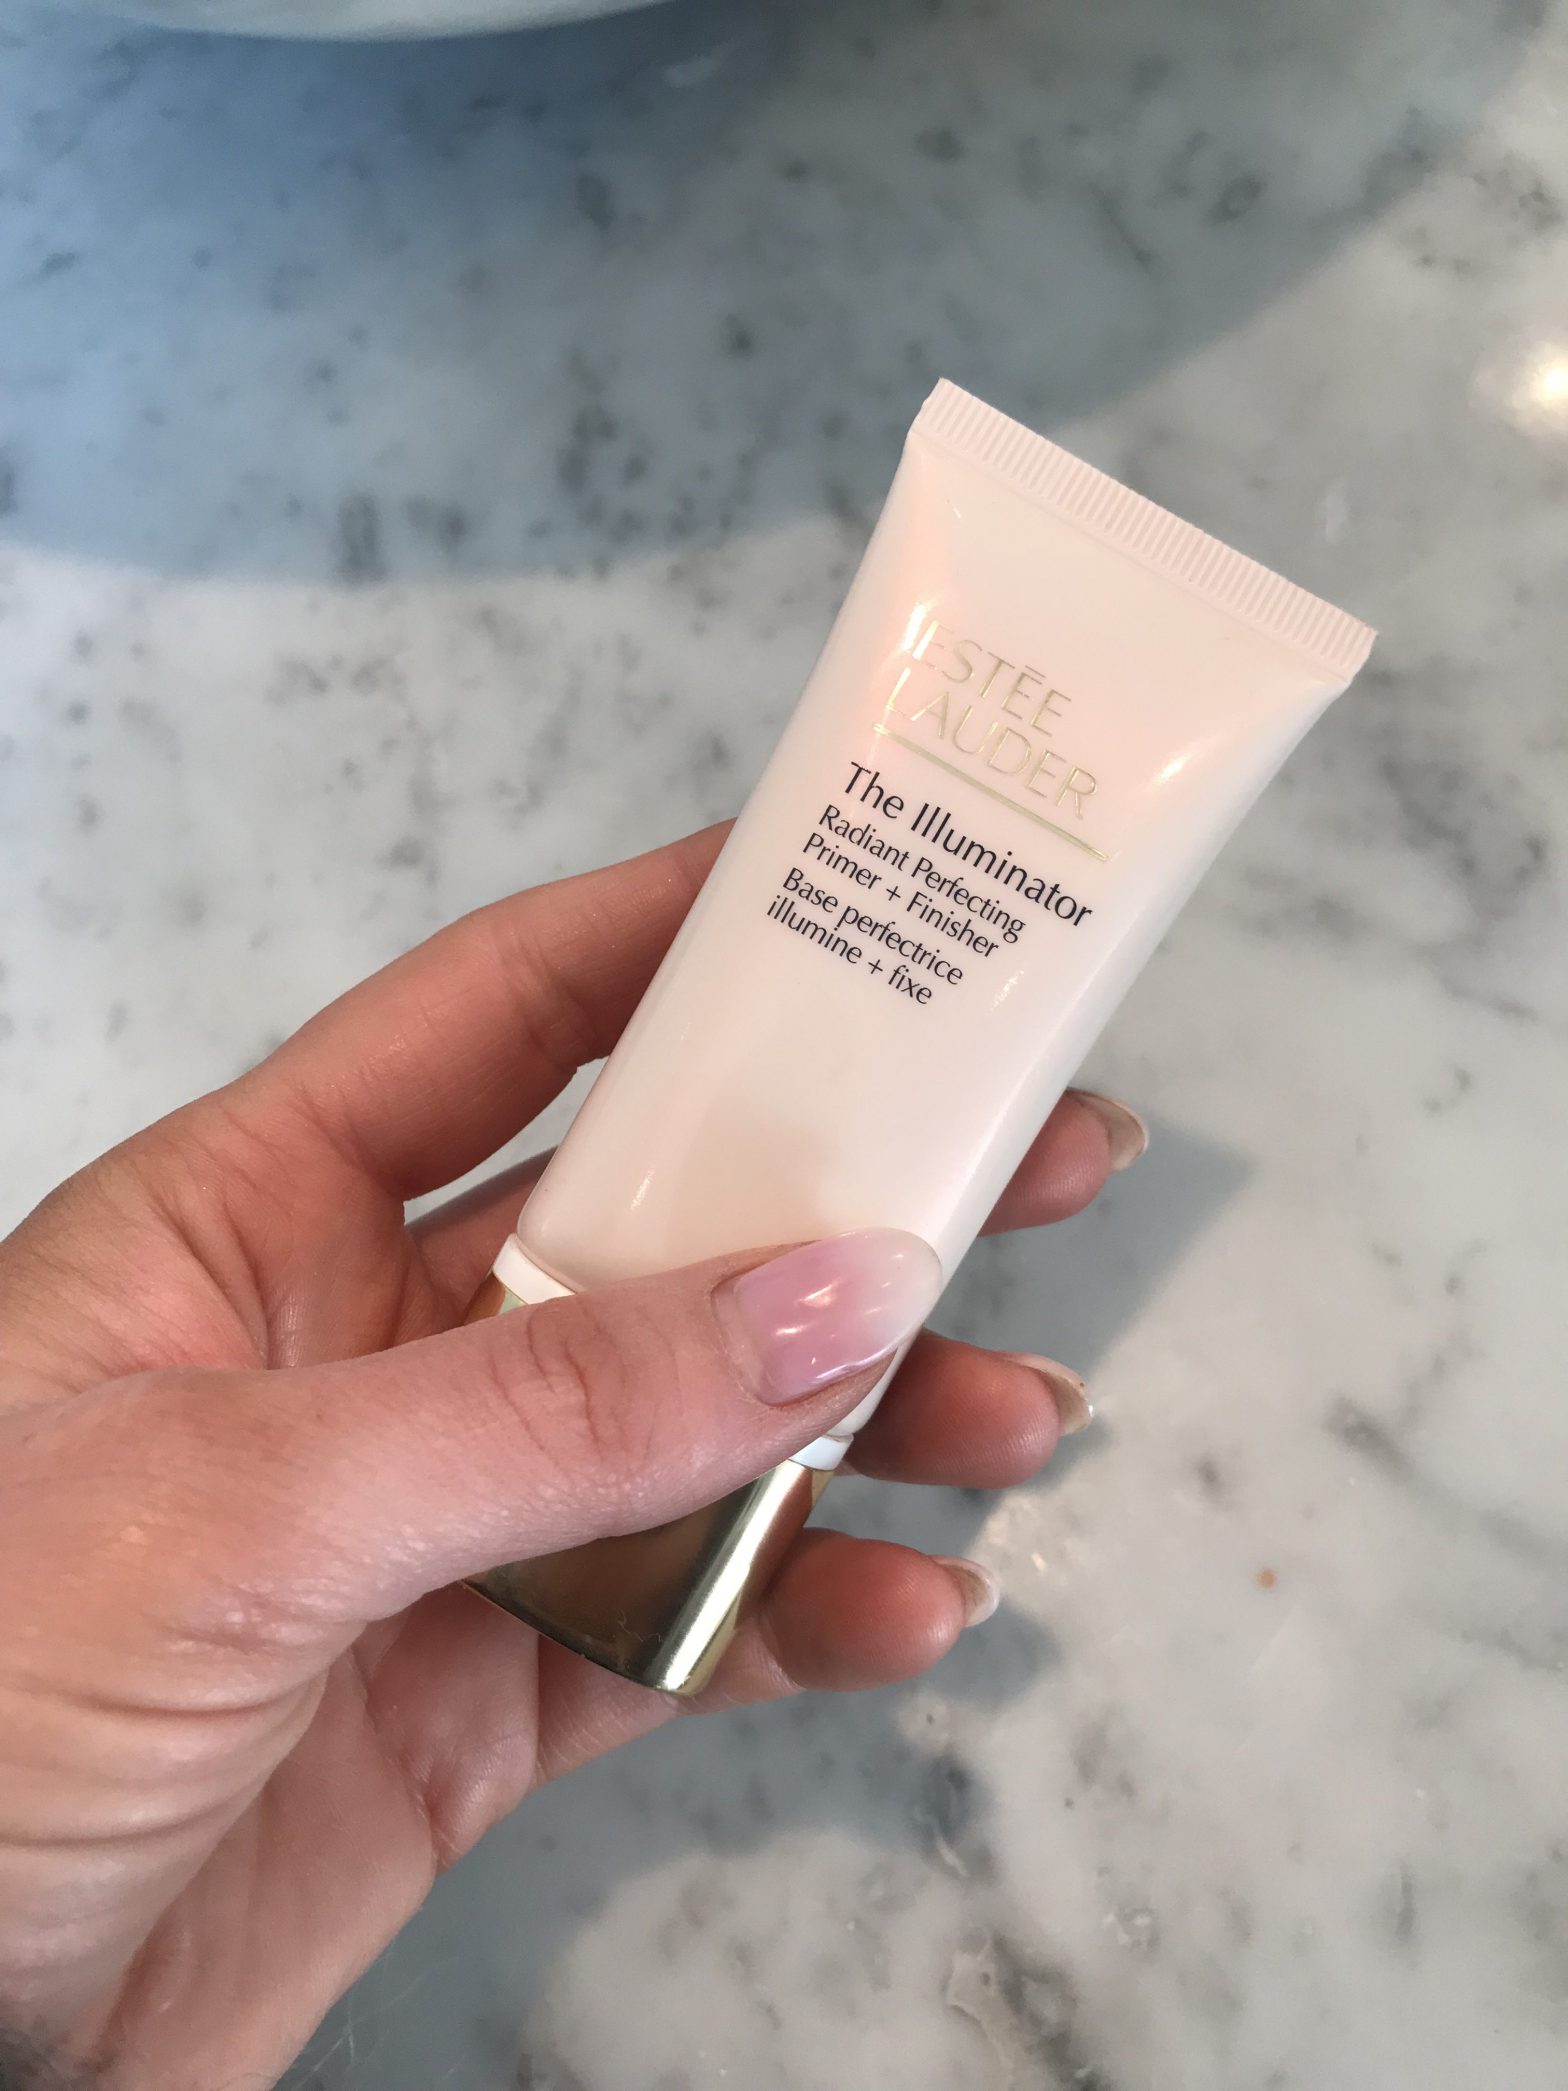 ESTĒE
LAUDER
The Illuminator
Radiant Perfecting
Primer + Finisher
Base perfectrice
illumine + fixe